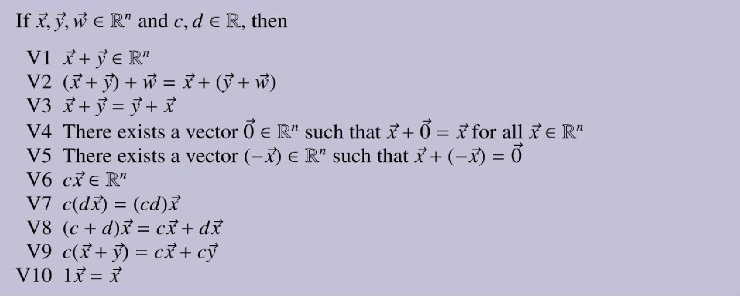 If x⃗, y⃗, w⃗ ∈ ℝⁿ and c, d ∈ ℝ, then
V1 x⃗ + y⃗ ∈ ℝⁿ
V2 (x⃗ + y⃗) + w⃗ = x⃗ + (y⃗ + w⃗)
V3 x⃗ + y⃗ = y⃗ + x⃗
V4 There exists a vector 0⃗ ∈ ℝⁿ such that x⃗ + 0⃗ = x⃗ for all x⃗ ∈ ℝⁿ
V5 There exists a vector (−x⃗) ∈ ℝⁿ such that x⃗ + (−x⃗) = 0⃗
V6 cx⃗ ∈ ℝⁿ
V7 c(dx⃗) = (cd)x⃗
V8 (c + d)x⃗ = cx⃗ + dx⃗
V9 c(x⃗ + y⃗) = cx⃗ + cy⃗
V10 1x⃗ = x⃗